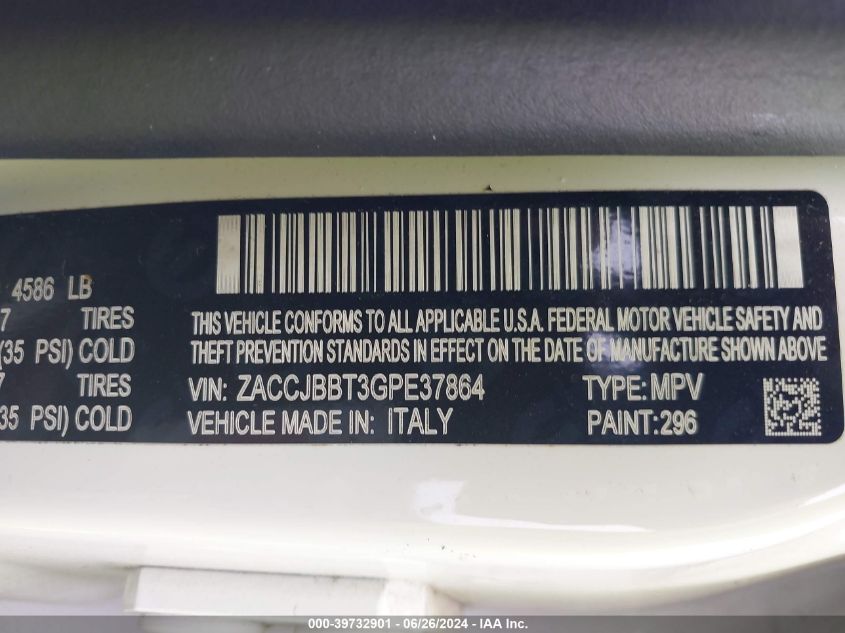 4586 LB
7 TIRES
(35 PSI) COLD
7 TIRES
35 PSI) COLD
THIS VEHICLE CONFORMS TO ALL APPLICABLE U.S.A. FEDERAL MOTOR VEHICLE SAFETY AND
THEFT PREVENTION STANDARDS IN EFFECT ON THE DATE OF MANUFACTURE SHOWN ABOVE
VIN: ZACCJBBT3GPE37864 TYPE: MPV
VEHICLE MADE IN: ITALY PAINT: 296
000-39732901 - 06/26/2024 - IAA Inc.